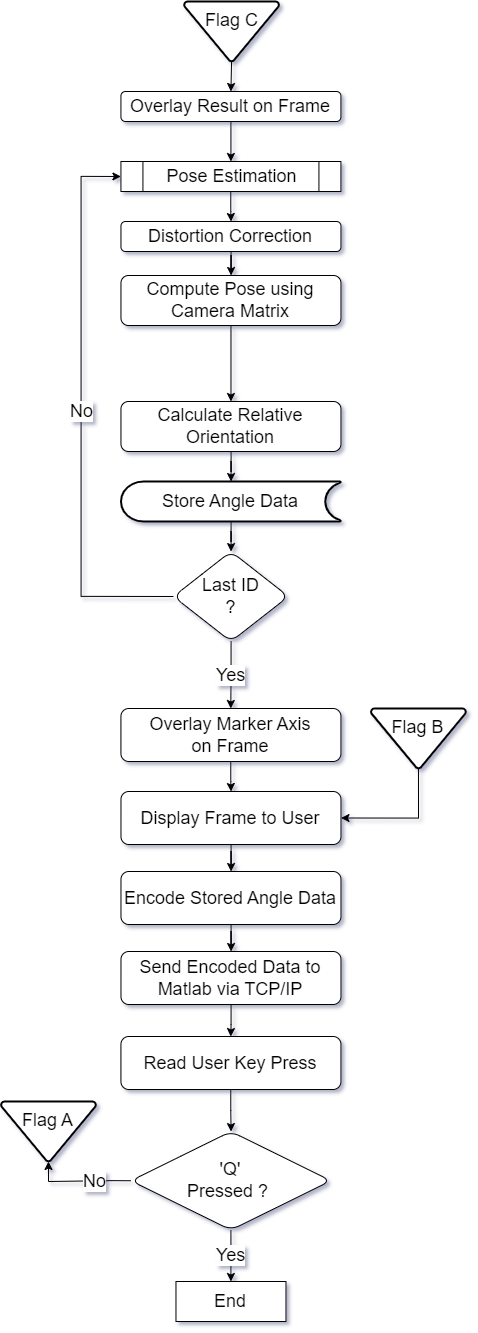 Flag C
Overlay Result on Frame
Pose Estimation
Distortion Correction
Compute Pose using
Camera Matrix
No
Calculate Relative
Orientation
Store Angle Data
Last ID
?
Yes
Overlay Marker Axis
on Frame
Flag B
Display Frame to User
Encode Stored Angle Data
Send Encoded Data to
Matlab via TCP/IP
Read User Key Press
Flag A
'Q'
Pressed ?
No
Yes
End